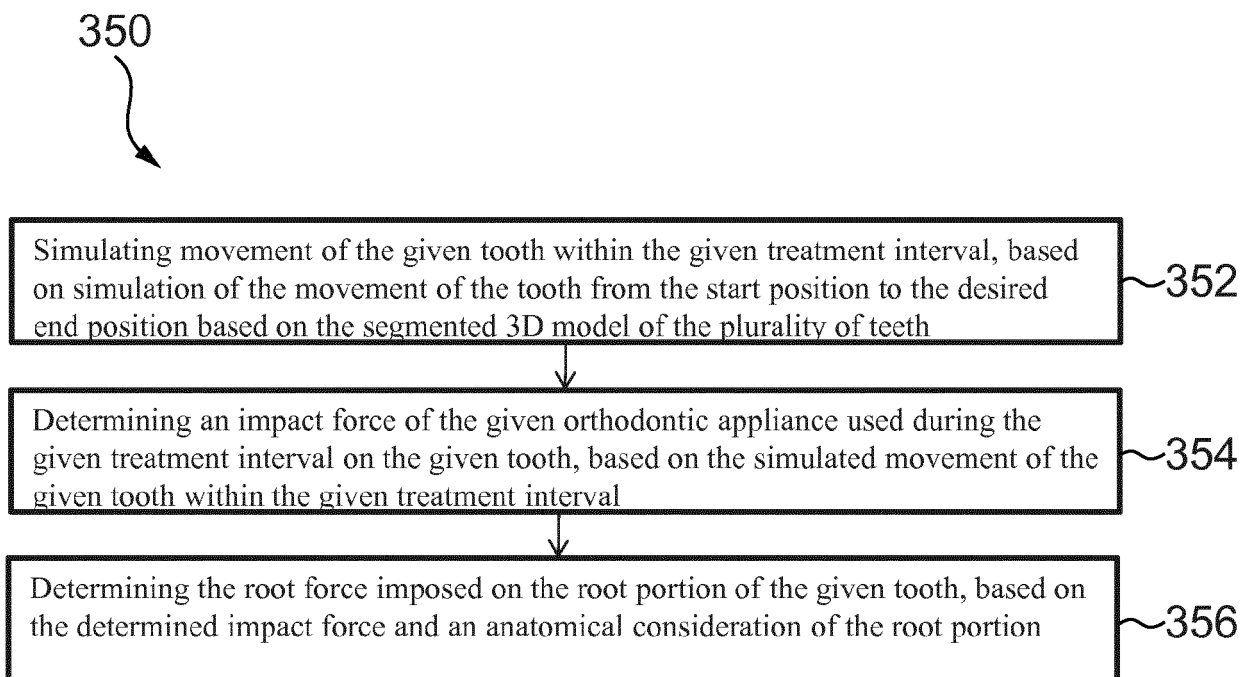 350
Simulating movement of the given tooth within the given treatment interval, based
on simulation of the movement of the tooth from the start position to the desired
end position based on the segmented 3D model of the plurality of teeth
352
Determining an impact force of the given orthodontic appliance used during the
given treatment interval on the given tooth, based on the simulated movement of the
given tooth within the given treatment interval
354
Determining the root force imposed on the root portion of the given tooth, based on
the determined impact force and an anatomical consideration of the root portion
356